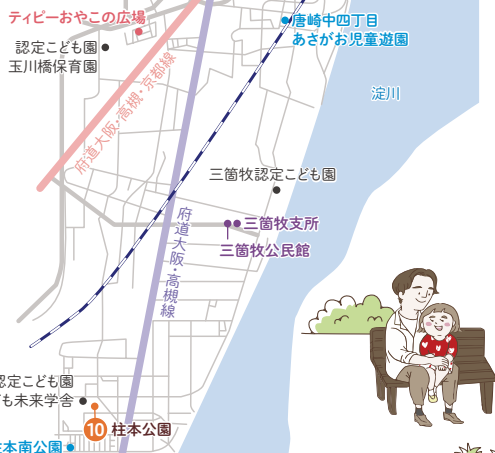 ティピーおやこの広場
認定こども園
玉川橋保育園
唐崎中四丁目
あさがお児童遊園
淀川
府道大阪・高槻・京都線
三箇牧認定こども園
府道大阪・高槻線
三箇牧支所
三箇牧公民館
認定こども園
ども未来学舎
10 柱本公園
柱本南公園